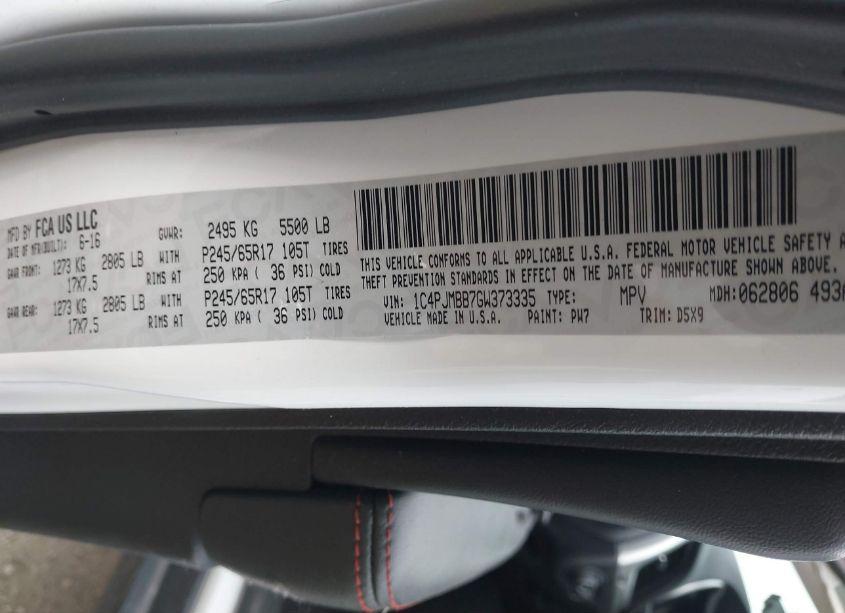 MFD BY FCA US LLC
DATE OF MFR(BUILT): 6-16
GVWR: 2495 KG 5500 LB
GAWR FRONT: 1273 KG 2805 LB WITH P245/65R17 105T TIRES
17X7.5 RIMS AT 250 KPA ( 36 PSI) COLD
GAWR REAR: 1273 KG 2805 LB WITH P245/65R17 105T TIRES
17X7.5 RIMS AT 250 KPA ( 36 PSI) COLD
THIS VEHICLE CONFORMS TO ALL APPLICABLE U.S.A. FEDERAL MOTOR VEHICLE SAFETY A
THEFT PREVENTION STANDARDS IN EFFECT ON THE DATE OF MANUFACTURE SHOWN ABOVE.
VIN: 1C4PJMBB7GW373335 TYPE: MPV MDH:062806 493
VEHICLE MADE IN U.S.A. PAINT: PW7 TRIM: D5X9